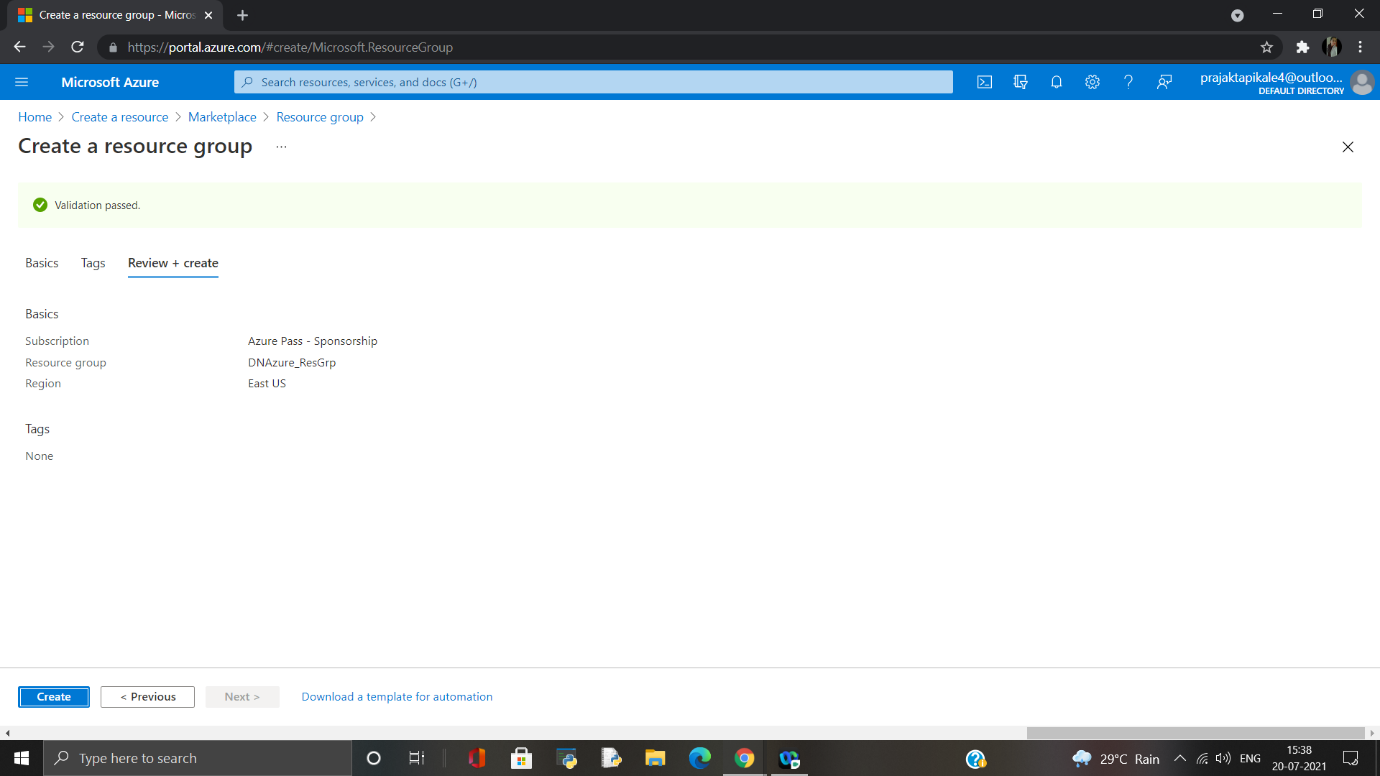 Create a resource group - Micros
https://portal.azure.com/#create/Microsoft.ResourceGroup
Microsoft Azure
Search resources, services, and docs (G+/)
prajaktapikale4@outloo...
DEFAULT DIRECTORY
Home > Create a resource > Marketplace > Resource group >
Create a resource group ...
Validation passed.
Basics Tags Review + create
Basics
Subscription Azure Pass - Sponsorship
Resource group DNAzure_ResGrp
Region East US
Tags
None
Create < Previous Next > Download a template for automation
Type here to search
29°C Rain
ENG
15:38
20-07-2021